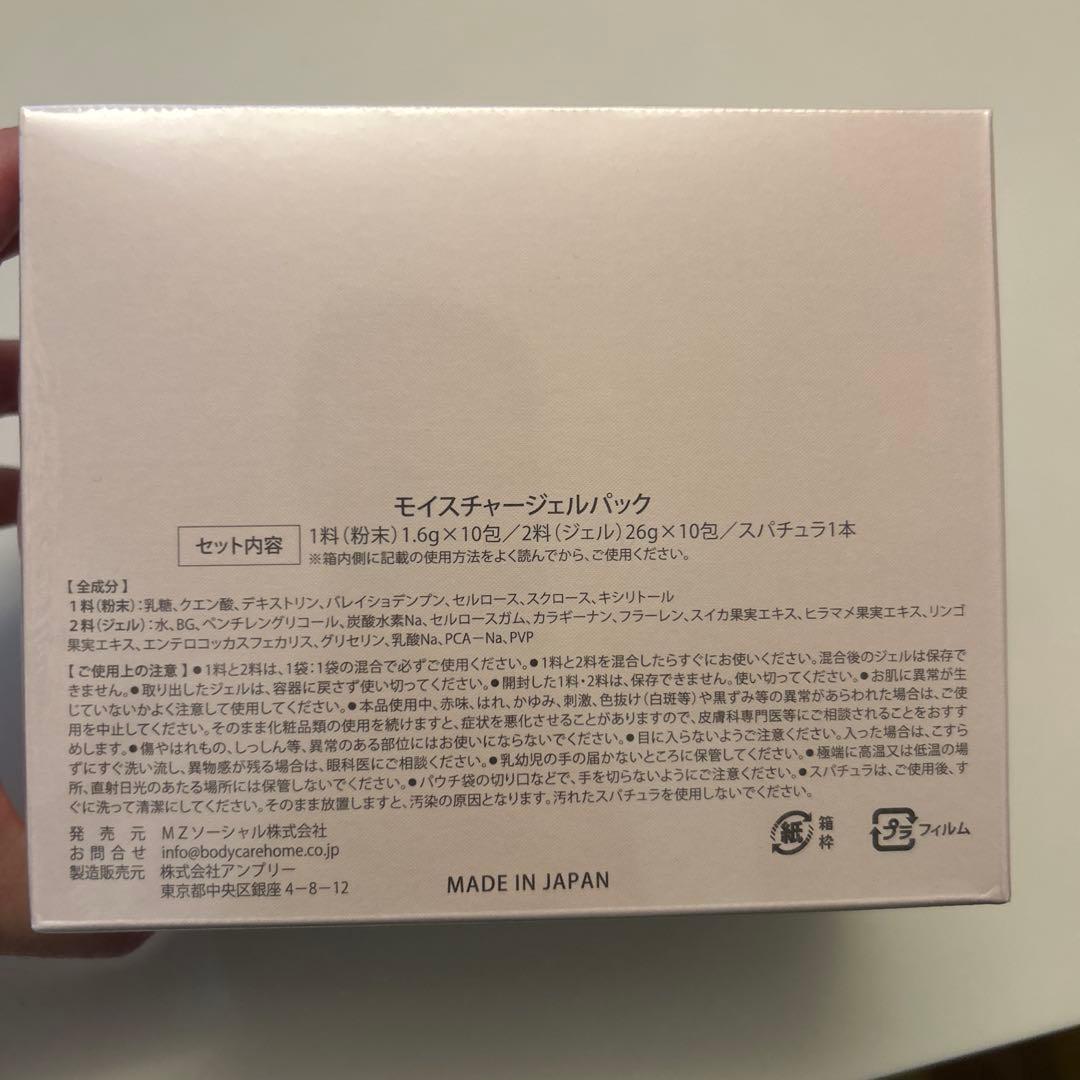 モイスチャージェルパック
セット内容
1料（粉末）1.6g×10包／2料（ジェル）26g×10包／スパチュラ1本
※箱内側に記載の使用方法をよく読んでから、ご使用ください。
【全成分】
1料（粉末）：乳糖、クエン酸、デキストリン、バレイショデンプン、セルロース、スクロース、キシリトール
2料（ジェル）：水、BG、ペンチレングリコール、炭酸水素Na、セルロースガム、カラギーナン、フラーレン、スイカ果実エキス、ヒラマメ果実エキス、リンゴ
果実エキス、エンテロコッカスフェカリス、グリセリン、乳酸Na、PCA－Na、PVP
【ご使用上の注意】●1料と2料は、1袋：1袋の混合で必ずご使用ください。●1料と2料を混合したらすぐにお使いください。混合後のジェルは保存で
きません。●取り出したジェルは、容器に戻さず使い切ってください。●開封した1料・2料は、保存できません。使い切ってください。●お肌に異常が生
じていないかよく注意して使用してください。●本品使用中、赤味、はれ、かゆみ、刺激、色抜け（白斑等）や黒ずみ等の異常があらわれた場合は、ご使
用を中止してください。そのまま化粧品類の使用を続けますと、症状を悪化させることがありますので、皮膚科専門医等にご相談されることをおすす
めします。●傷やはれもの、しっしん等、異常のある部位にはお使いにならないでください。●目に入らないようご注意ください。入った場合は、こすら
ずにすぐ洗い流し、異物感が残る場合は、眼科医にご相談ください。●乳幼児の手の届かないところに保管してください。●極端に高温又は低温の場
所、直射日光のあたる場所には保管しないでください。●パウチ袋の切り口などで、手を切らないようにご注意ください。●スパチュラは、ご使用後、す
ぐに洗って清潔にしてください。そのまま放置しますと、汚染の原因となります。汚れたスパチュラを使用しないでください。
発売元 MZソーシャル株式会社
お問合せ info@bodycarehome.co.jp
製造販売元 株式会社アンプリー
東京都中央区銀座4－8－12
MADE IN JAPAN
紙 箱
枠
プラ フィルム